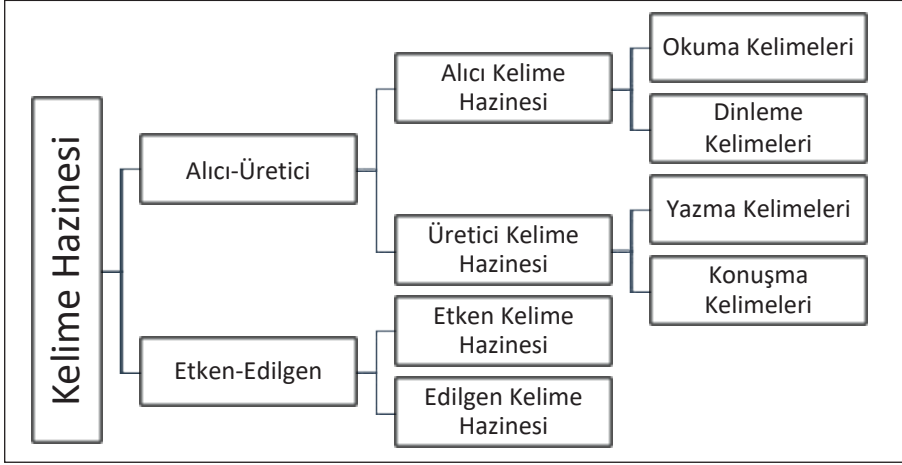 Kelime Hazinesi
Alıcı-Üretici
Alıcı Kelime
Hazinesi
Okuma Kelimeleri
Dinleme
Kelimeleri
Üretici Kelime
Hazinesi
Yazma Kelimeleri
Konuşma
Kelimeleri
Etken-Edilgen
Etken Kelime
Hazinesi
Edilgen Kelime
Hazinesi